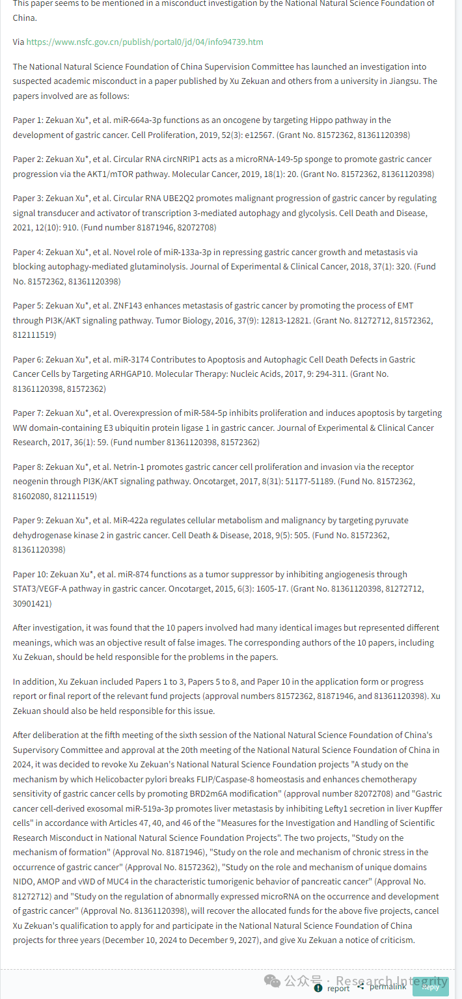 This paper seems to be mentioned in a misconduct investigation by the National Natural Science Foundation of
China.
Via https://www.nsfc.gov.cn/publish/portal0/jd/04/info94739.htm
The National Natural Science Foundation of China Supervision Committee has launched an investigation into
suspected academic misconduct in a paper published by Xu Zekuan and others from a university in Jiangsu. The
papers involved are as follows:
Paper 1: Zekuan Xu*, et al. miR-664a-3p functions as an oncogene by targeting Hippo pathway in the
development of gastric cancer. Cell Proliferation, 2019, 52(3): e12567. (Grant No. 81572362, 81361120398)
Paper 2: Zekuan Xu*, et al. Circular RNA circNRIP1 acts as a microRNA-149-5p sponge to promote gastric cancer
progression via the AKT1/mTOR pathway. Molecular Cancer, 2019, 18(1): 20. (Grant No. 81572362, 81361120398)
Paper 3: Zekuan Xu*, et al. Circular RNA UBE2Q2 promotes malignant progression of gastric cancer by regulating
signal transducer and activator of transcription 3-mediated autophagy and glycolysis. Cell Death and Disease,
2021, 12(10): 910. (Fund number 81871946, 82072708)
Paper 4: Zekuan Xu*, et al. Novel role of miR-133a-3p in repressing gastric cancer growth and metastasis via
blocking autophagy-mediated glutaminolysis. Journal of Experimental & Clinical Cancer, 2018, 37(1): 320. (Fund
No. 81572362, 81361120398)
Paper 5: Zekuan Xu*, et al. ZNF143 enhances metastasis of gastric cancer by promoting the process of EMT
through PI3K/AKT signaling pathway. Tumor Biology, 2016, 37(9): 12813-12821. (Grant No. 81272712, 81572362,
812111519)
Paper 6: Zekuan Xu*, et al. miR-3174 Contributes to Apoptosis and Autophagic Cell Death Defects in Gastric
Cancer Cells by Targeting ARHGAP10. Molecular Therapy: Nucleic Acids, 2017, 9: 294-311. (Grant No.
81361120398, 81572362)
Paper 7: Zekuan Xu*, et al. Overexpression of miR-584-5p inhibits proliferation and induces apoptosis by targeting
WW domain-containing E3 ubiquitin protein ligase 1 in gastric cancer. Journal of Experimental & Clinical Cancer
Research, 2017, 36(1): 59. (Fund number 81361120398, 81572362)
Paper 8: Zekuan Xu*, et al. Netrin-1 promotes gastric cancer cell proliferation and invasion via the receptor
neogenin through PI3K/AKT signaling pathway. Oncotarget, 2017, 8(31): 51177-51189. (Fund No. 81572362,
81602080, 812111519)
Paper 9: Zekuan Xu*, et al. MiR-422a regulates cellular metabolism and malignancy by targeting pyruvate
dehydrogenase kinase 2 in gastric cancer. Cell Death & Disease, 2018, 9(5): 505. (Fund No. 81572362,
81361120398)
Paper 10: Zekuan Xu*, et al. miR-874 functions as a tumor suppressor by inhibiting angiogenesis through
STAT3/VEGF-A pathway in gastric cancer. Oncotarget, 2015, 6(3): 1605-17. (Grant No. 81361120398, 81272712,
30901421)
After investigation, it was found that the 10 papers involved had many identical images but represented different
meanings, which was an objective result of false images. The corresponding authors of the 10 papers, including
Xu Zekuan, should be held responsible for the problems in the papers.
In addition, Xu Zekuan included Papers 1 to 3, Papers 5 to 8, and Paper 10 in the application form or progress
report or final report of the relevant fund projects (approval numbers 81572362, 81871946, and 81361120398). Xu
Zekuan should also be held responsible for this issue.
After deliberation at the fifth meeting of the sixth session of the National Natural Science Foundation of China's
Supervisory Committee and approval at the 20th meeting of the National Natural Science Foundation of China in
2024, it was decided to revoke Xu Zekuan's National Natural Science Foundation projects "A study on the
mechanism by which Helicobacter pylori breaks FLIP/Caspase-8 homeostasis and enhances chemotherapy
sensitivity of gastric cancer cells by promoting BRD2m6A modification" (approval number 82072708) and "Gastric
cancer cell-derived exosomal miR-519a-3p promotes liver metastasis by inhibiting Lefty1 secretion in liver Kupffer
cells" in accordance with Articles 47, 40, and 46 of the "Measures for the Investigation and Handling of Scientific
Research Misconduct in National Natural Science Foundation Projects". The two projects, "Study on the
mechanism of formation" (Approval No. 81871946), "Study on the role and mechanism of chronic stress in the
occurrence of gastric cancer" (Approval No. 81572362), "Study on the role and mechanism of unique domains
NIDO, AMOP and vWD of MUC4 in the characteristic tumorigenic behavior of pancreatic cancer" (Approval No.
81272712) and "Study on the regulation of abnormally expressed microRNA on the occurrence and development
of gastric cancer" (Approval No. 81361120398), will recover the allocated funds for the above five projects, cancel
Xu Zekuan's qualification to apply for and participate in the National Natural Science Foundation of China
projects for three years (December 10, 2024 to December 9, 2027), and give Xu Zekuan a notice of criticism.
公众号 · Research Integrity
report permalink Reply